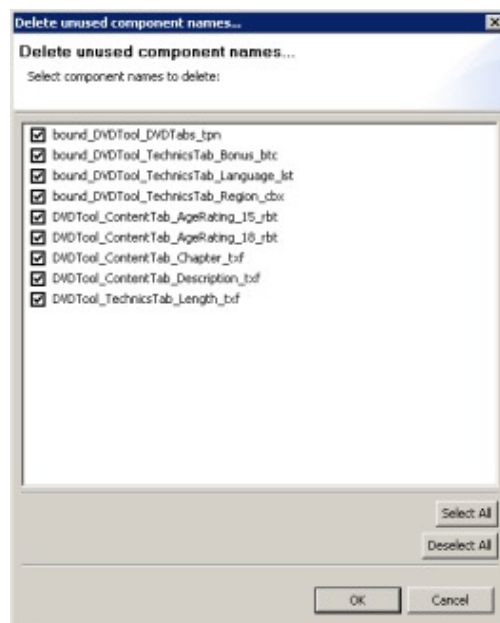 Delete unused component names...
Delete unused component names...
Select component names to delete:
bound_DVDTool_DVDTabs_tpn
bound_DVDTool_TechnicsTab_Bonus_btc
bound_DVDTool_TechnicsTab_Language_lst
bound_DVDTool_TechnicsTab_Region_cbx
DVDTool_ContentTab_AgeRating_15_rbt
DVDTool_ContentTab_AgeRating_18_rbt
DVDTool_ContentTab_Chapter_txf
DVDTool_ContentTab_Description_txf
DVDTool_TechnicsTab_Length_txf
Select All
Deselect All
OK Cancel